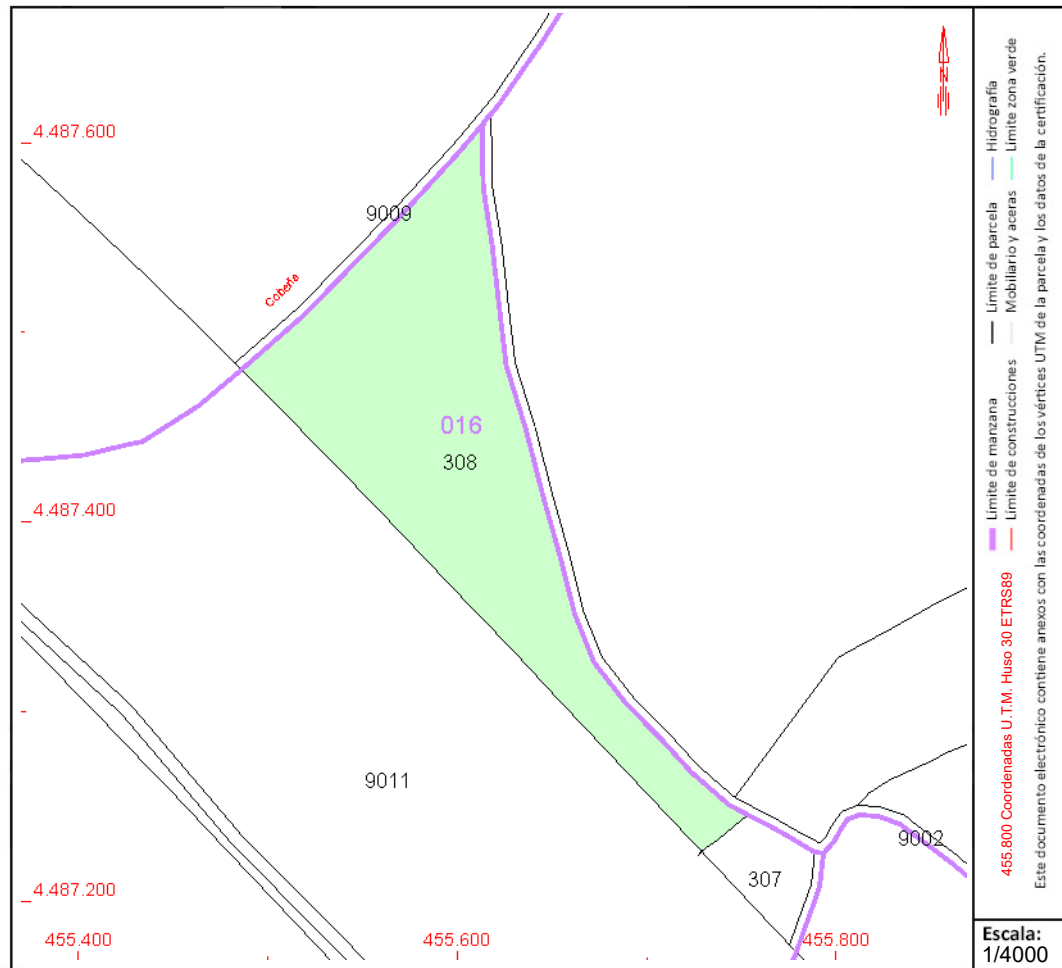 N
4.487.600
9009
Cobeña
016
308
4.487.400
9011
9002
307
4.487.200
455.400
455.600
455.800
Límite de manzana
Límite de parcela
Hidrografía
Límite de construcciones
Mobiliario y aceras
Límite zona verde
455.800 Coordenadas U.T.M. Huso 30 ETRS89
Este documento electrónico contiene anexos con las coordenadas de los vértices UTM de la parcela y los datos de la certificación.
Escala:
1/4000